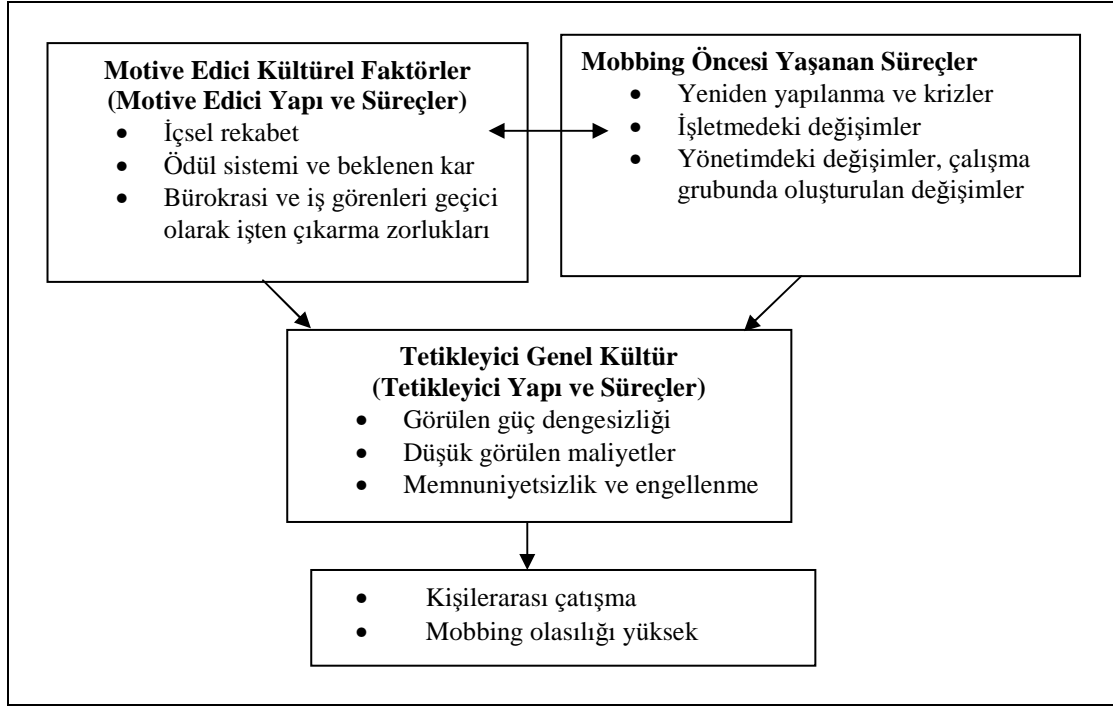 Motive Edici Kültürel Faktörler
(Motive Edici Yapı ve Süreçler)
• İçsel rekabet
• Ödül sistemi ve beklenen kar
• Bürokrasi ve iş görenleri geçici
olarak işten çıkarma zorlukları
Mobbing Öncesi Yaşanan Süreçler
• Yeniden yapılanma ve krizler
• İşletmedeki değişimler
• Yönetimdeki değişimler, çalışma
grubunda oluşturulan değişimler
Tetikleyici Genel Kültür
(Tetikleyici Yapı ve Süreçler)
• Görülen güç dengesizliği
• Düşük görülen maliyetler
• Memnuniyetsizlik ve engellenme
• Kişilerarası çatışma
• Mobbing olasılığı yüksek